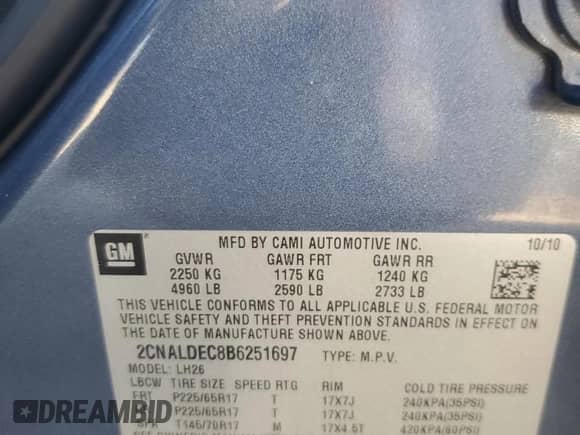 GM
MFD BY CAMI AUTOMOTIVE INC. 10/10
GVWR GAWR FRT GAWR RR
2250 KG 1175 KG 1240 KG
4960 LB 2590 LB 2733 LB
THIS VEHICLE CONFORMS TO ALL APPLICABLE U.S. FEDERAL MOTOR
VEHICLE SAFETY AND THEFT PREVENTION STANDARDS IN EFFECT ON
THE DATE OF MANUFACTURE SHOWN ABOVE.
2CNALDEC8B6251697 TYPE: M.P.V.
MODEL: LH26
LBCW TIRE SIZE SPEED RTG RIM COLD TIRE
FRT P225/65R17 T 17X7J 240KPA(35PSI)
P225/65R17 T 17X7J 240KPA(35PSI)
SPR T145/70R17 M 17X4.5T 420KPA(60PSI)
DREAMBID